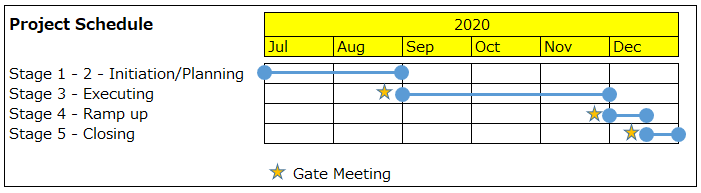 Project Schedule
2020
Jul Aug Sep Oct Nov Dec
Stage 1 - 2 - Initiation/Planning
Stage 3 - Executing
Stage 4 - Ramp up
Stage 5 - Closing
Gate Meeting